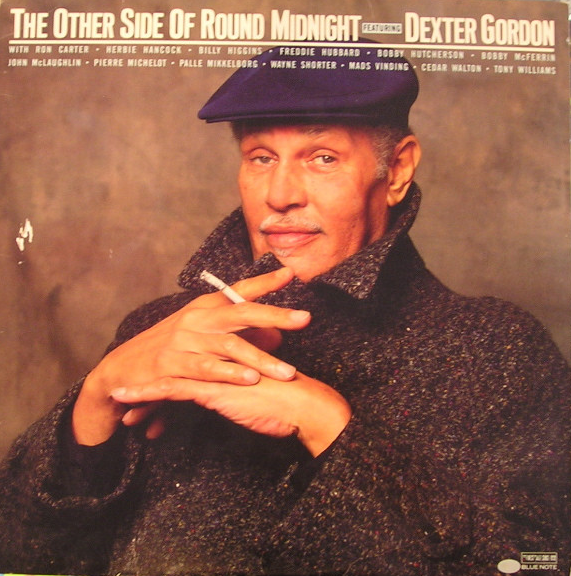 THE OTHER SIDE OF ROUND MIDNIGHT FEATURING DEXTER GORDON
WITH RON CARTER · HERBIE HANCOCK · BILLY HIGGINS · FREDDIE HUBBARD · BOBBY HUTCHERSON · BOBBY McFERRIN
JOHN McLAUGHLIN · PIERRE MICHELOT · PALLE MIKKELBORG · WAYNE SHORTER · MADS VINDING · CEDAR WALTON · TONY WILLIAMS
BLUE NOTE